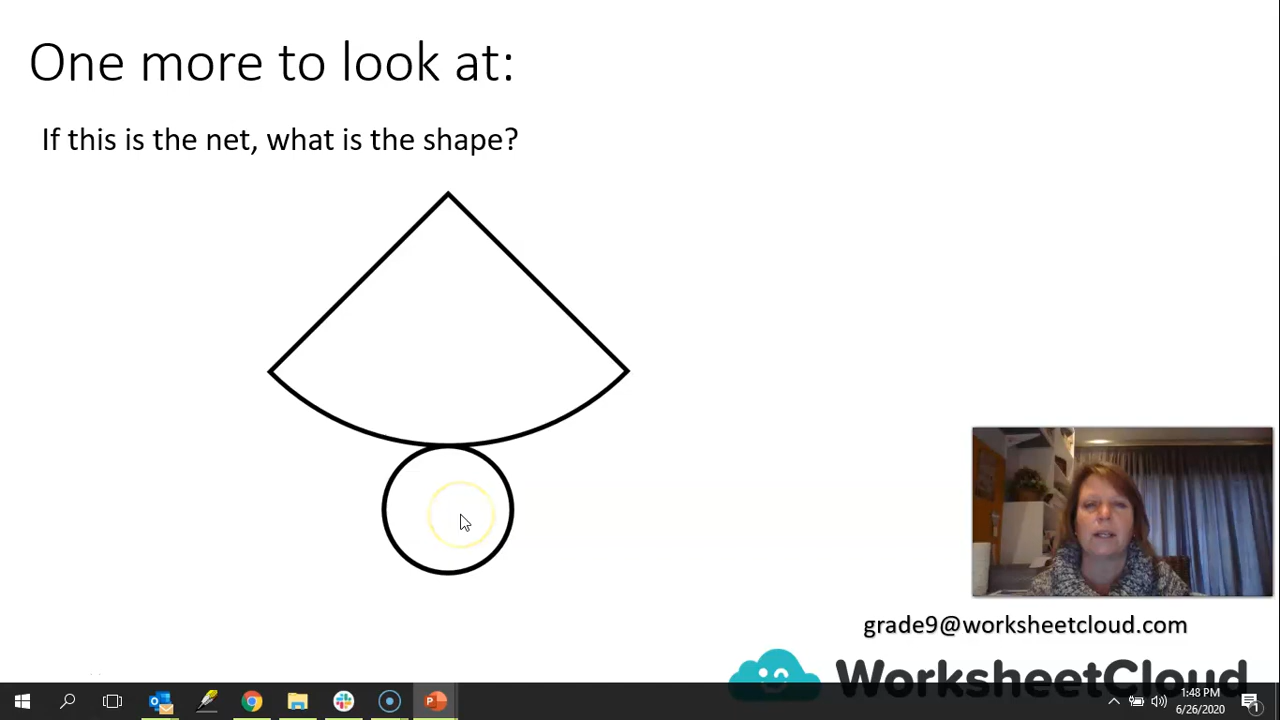 One more to look at:
If this is the net, what is the shape?
grade9@worksheetcloud.com
WorksheetCloud
1:48 PM
6/26/2020
1